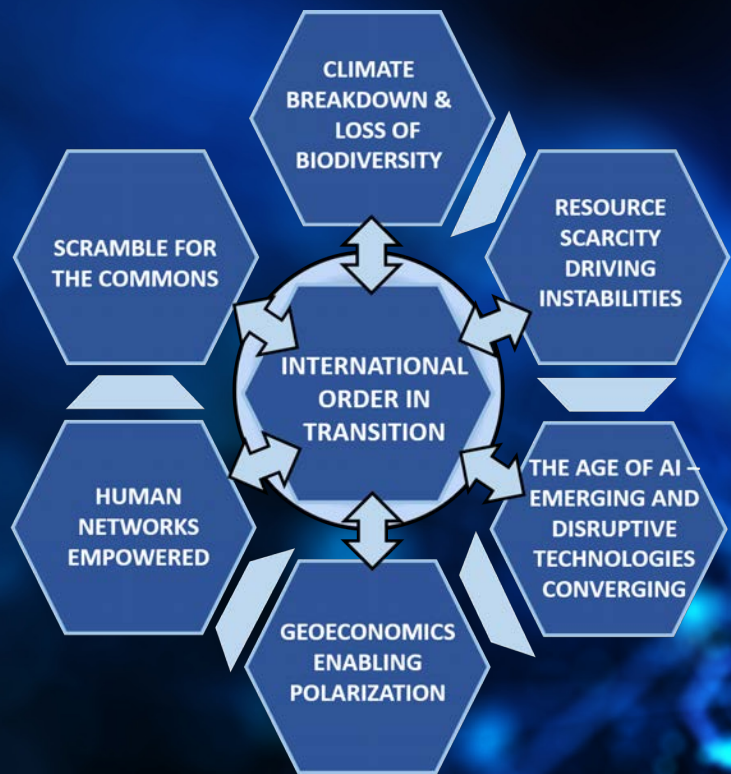 CLIMATE
BREAKDOWN &
LOSS OF
BIODIVERSITY
RESOURCE
SCARCITY
DRIVING
INSTABILITIES
SCRAMBLE FOR
THE COMMONS
INTERNATIONAL
ORDER IN
TRANSITION
THE AGE OF AI –
EMERGING AND
DISRUPTIVE
TECHNOLOGIES
CONVERGING
HUMAN
NETWORKS
EMPOWERED
GEOECONOMICS
ENABLING
POLARIZATION